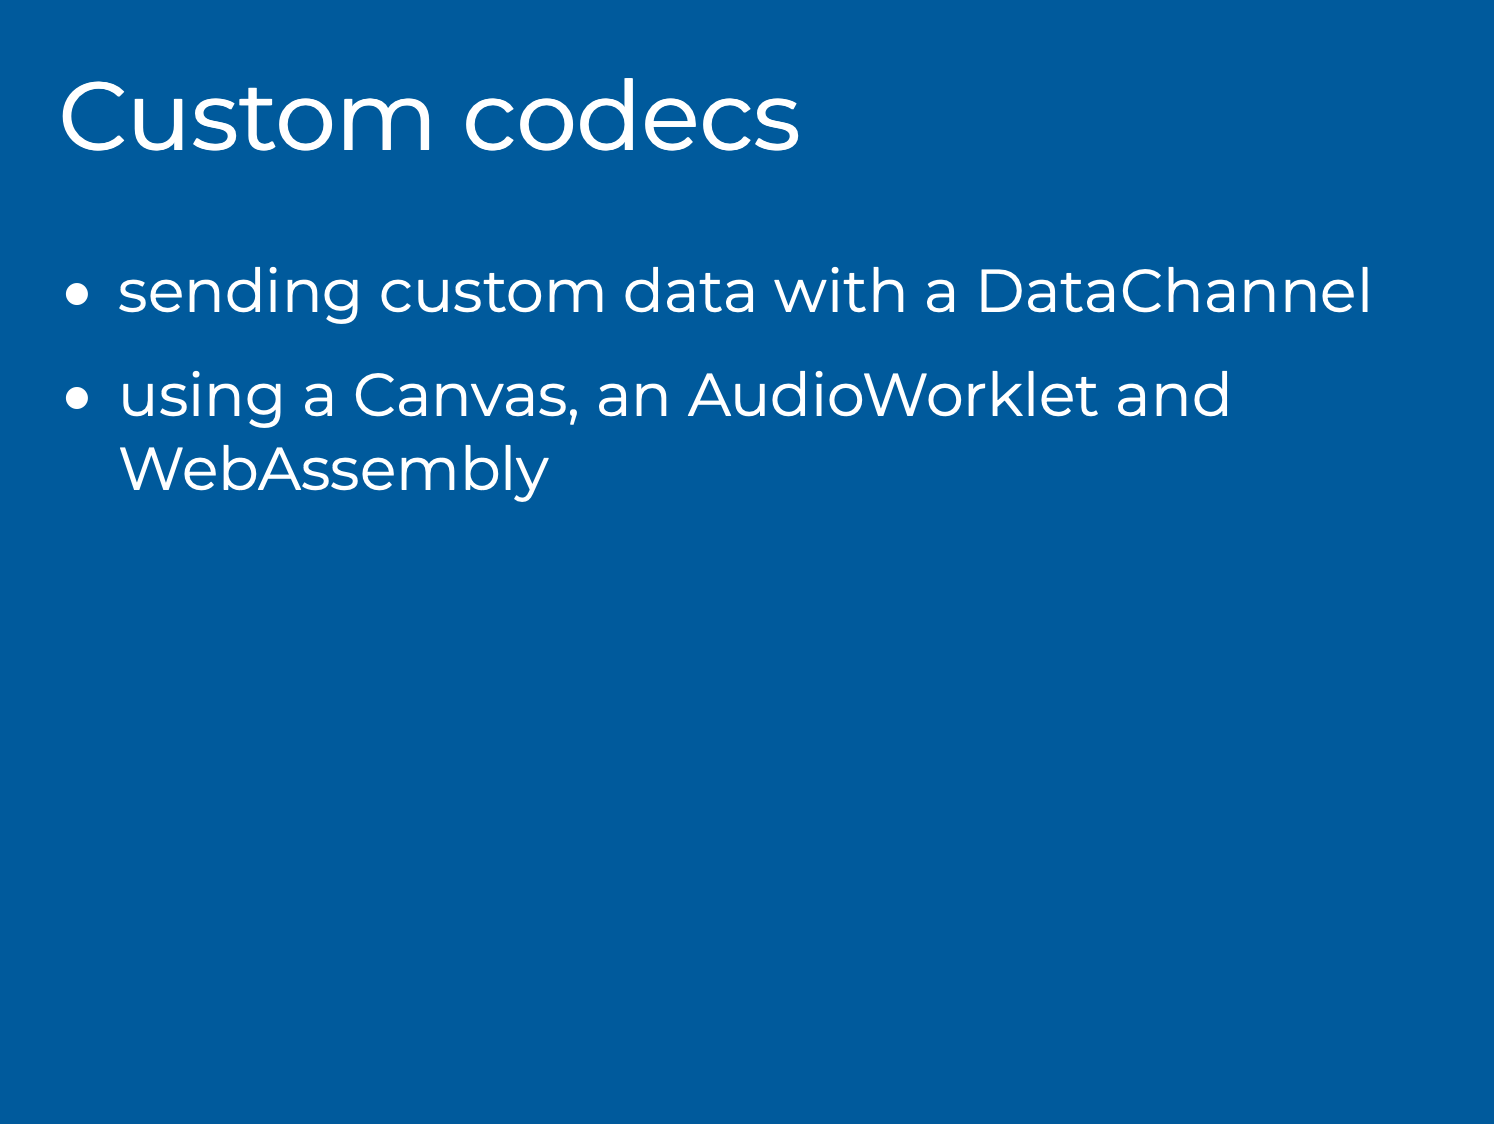 Custom codecs
• sending custom data with a DataChannel
• using a Canvas, an AudioWorklet and
WebAssembly